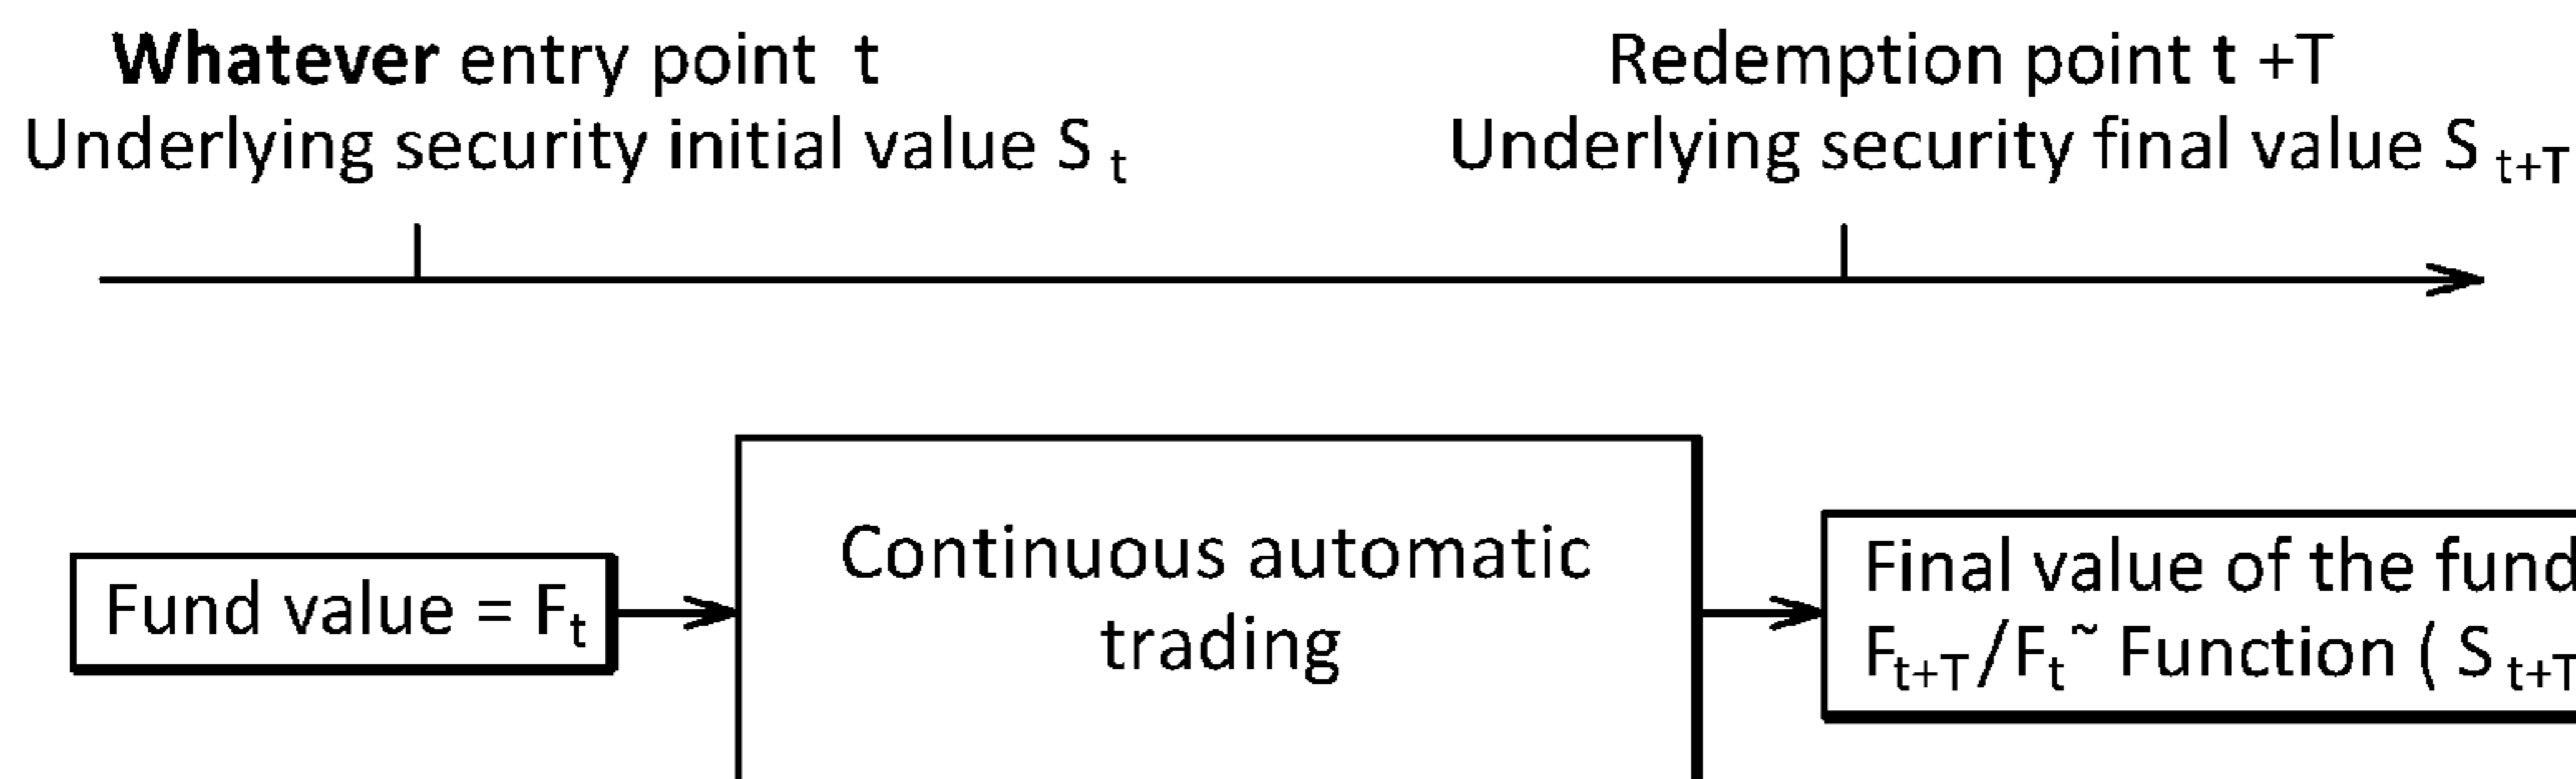 Whatever entry point t
Redemption point t +T
Underlying security initial value S t
Underlying security final value S t+T
Fund value = Ft
Continuous automatic
trading
Final value of the fund
Ft+T/Ft ~ Function ( S t+T